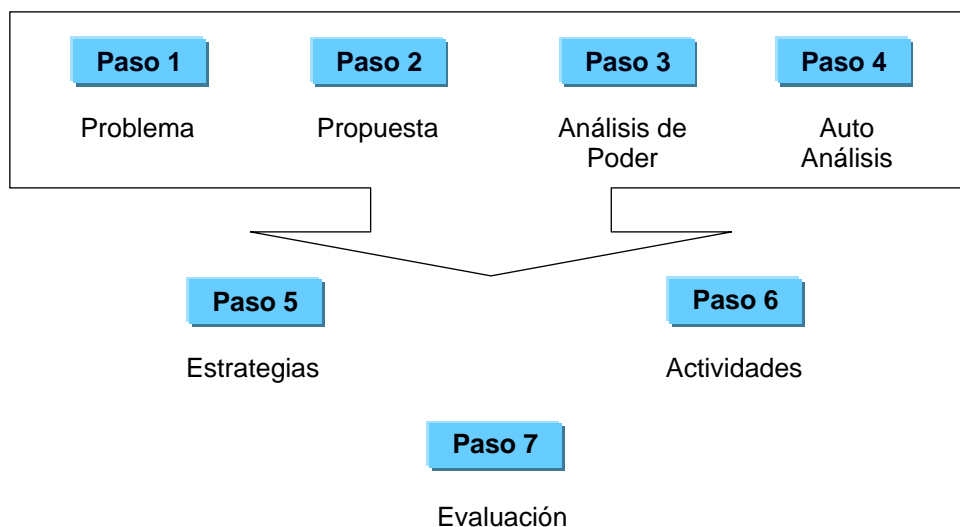 Paso 1
Paso 2
Paso 3
Paso 4
Problema
Propuesta
Análisis de
Poder
Auto
Análisis
Paso 5
Paso 6
Estrategias
Actividades
Paso 7
Evaluación